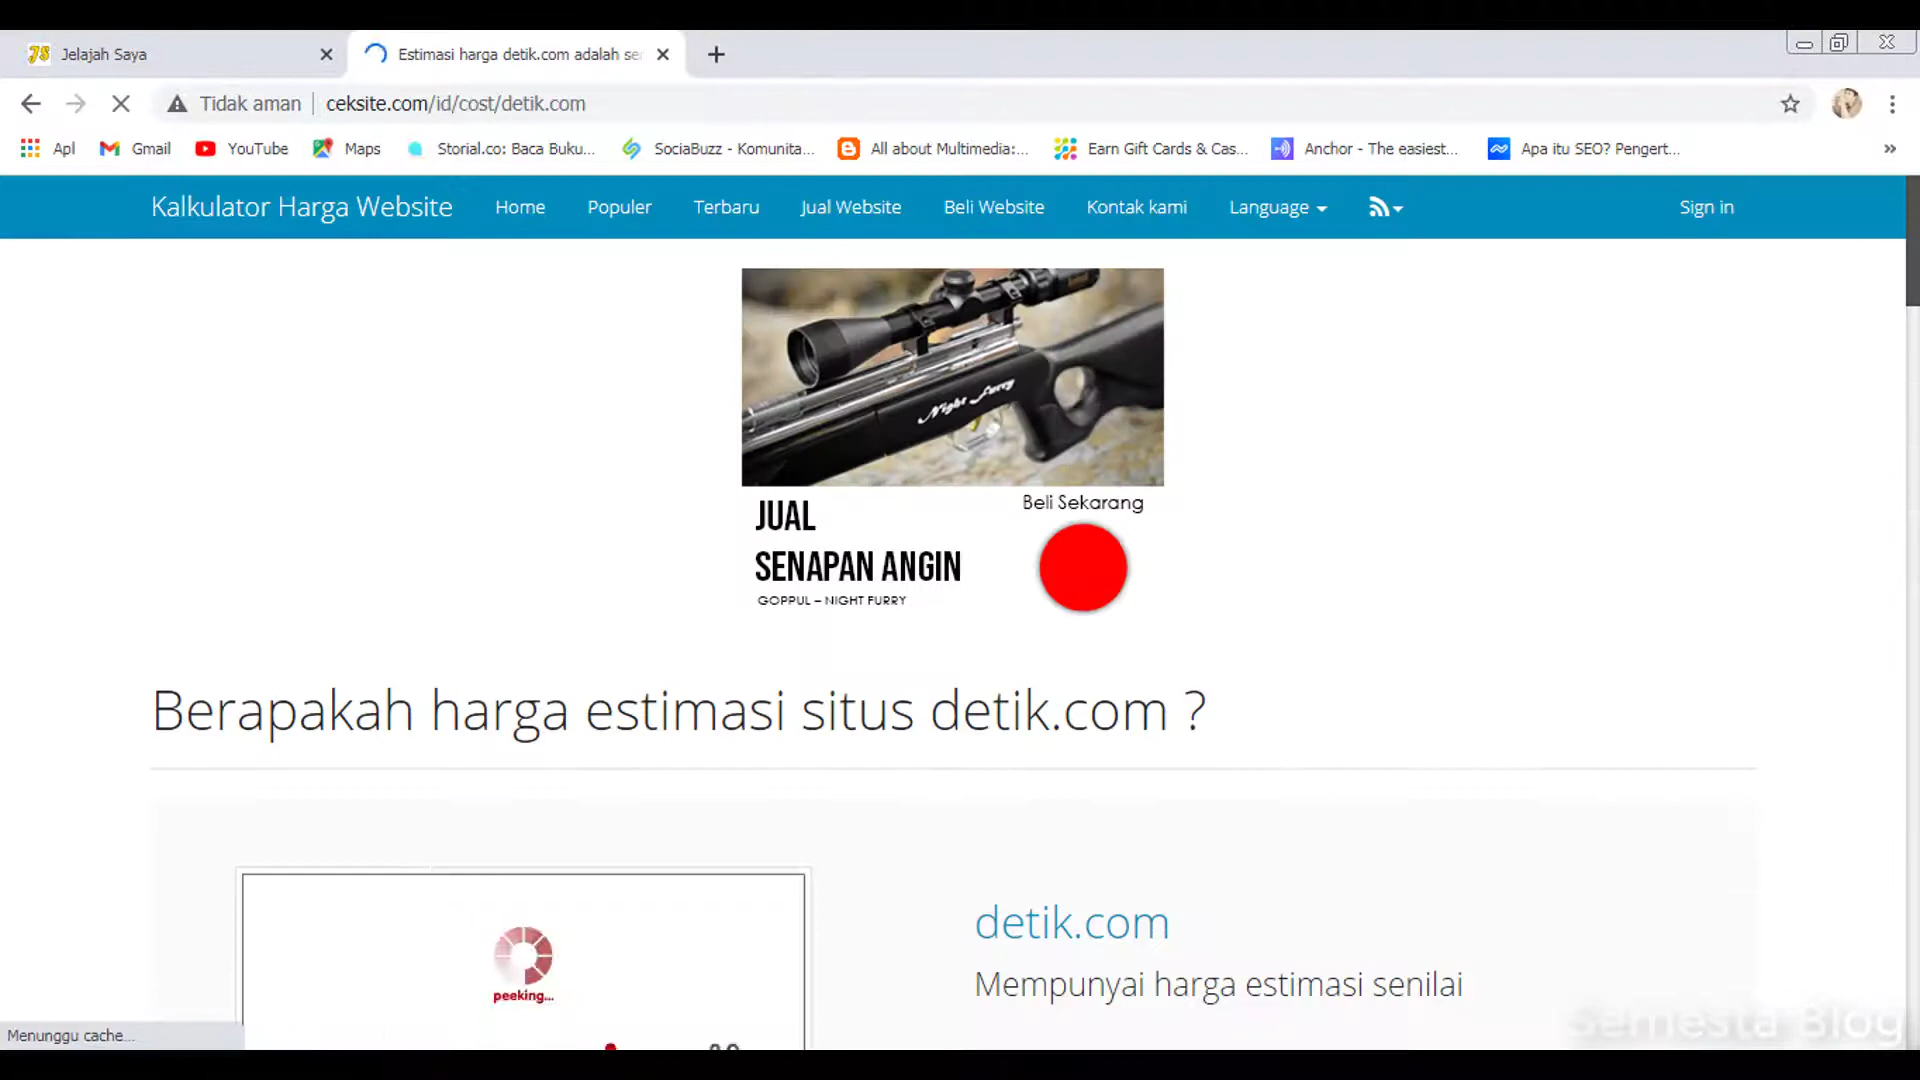 Jelajah Saya
Estimasi harga detik.com adalah se
Tidak aman ceksite.com/id/cost/detik.com
Apl Gmail YouTube Maps Storial.co: Baca Buku... SociaBuzz - Komunita... All about Multimedia:... Earn Gift Cards & Cas... Anchor - The easiest... Apa itu SEO? Pengert... »
Kalkulator Harga Website Home Populer Terbaru Jual Website Beli Website Kontak kami Language Sign in
Night Furry
JUAL
SENAPAN ANGIN
GOPPUL – NIGHT FURRY
Beli Sekarang
Berapakah harga estimasi situs detik.com ?
peeking...
detik.com
Mempunyai harga estimasi senilai
Semesta Blog
Menunggu cache...